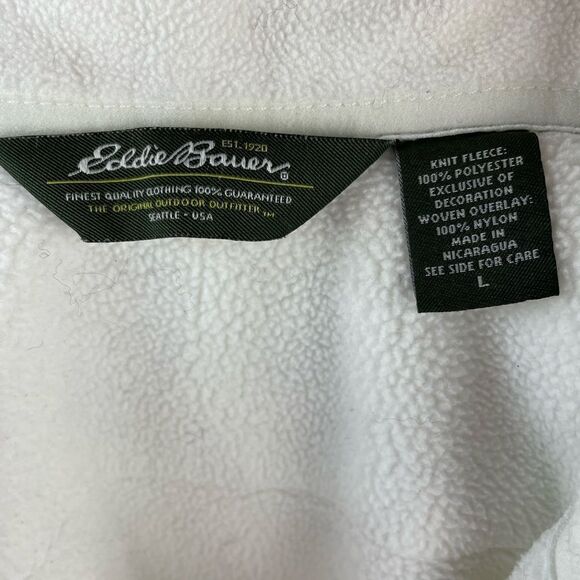 EST. 1920
Eddie Bauer®
FINEST QUALITY CLOTHING 100% GUARANTEED
THE ORIGINAL OUTDOOR OUTFITTER™
SEATTLE - USA
KNIT FLEECE:
100% POLYESTER
EXCLUSIVE OF
DECORATION
WOVEN OVERLAY:
100% NYLON
MADE IN
NICARAGUA
SEE SIDE FOR CARE
L